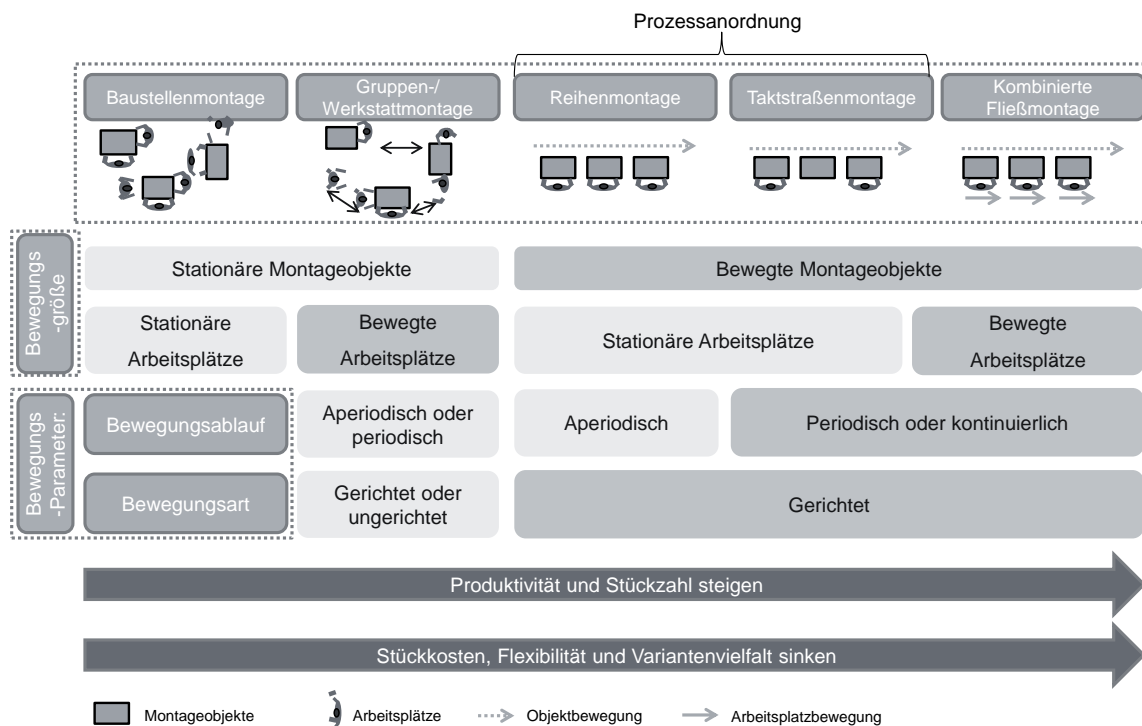 Prozessanordnung
Baustellenmontage
Gruppen-/
Werkstattmontage
Reihenmontage
Taktstraßenmontage
Kombinierte
Fließmontage
Bewegungs
-größe
Stationäre Montageobjekte
Bewegte Montageobjekte
Stationäre
Arbeitsplätze
Bewegte
Arbeitsplätze
Stationäre Arbeitsplätze
Bewegte
Arbeitsplätze
Bewegungs
-Parameter:
Bewegungsablauf
Aperiodisch oder
periodisch
Aperiodisch
Periodisch oder kontinuierlich
Bewegungsart
Gerichtet oder
ungerichtet
Gerichtet
Produktivität und Stückzahl steigen
Stückkosten, Flexibilität und Variantenvielfalt sinken
Montageobjekte
Arbeitsplätze
Objektbewegung
Arbeitsplatzbewegung